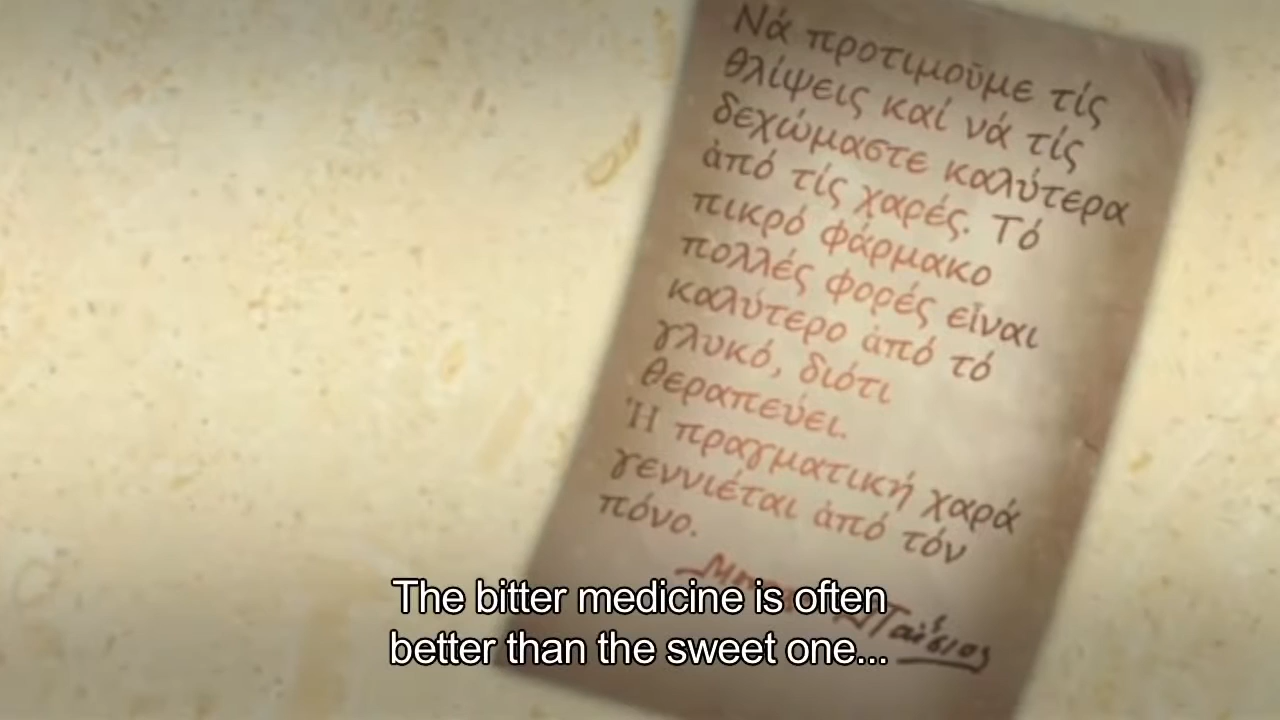 Νά προτιμοῦμε τίς
θλίψεις καί νά τίς
δεχώμαστε καλύτερα
ἀπό τίς χαρές. Τό
πικρό φάρμακο
πολλές φορές εἶναι
καλύτερο ἀπό τό
γλυκό, διότι
θεραπεύει.
Ἡ πραγματική χαρά
γεννιέται ἀπό τόν
πόνο.
Παΐσιος
The bitter medicine is often
better than the sweet one...